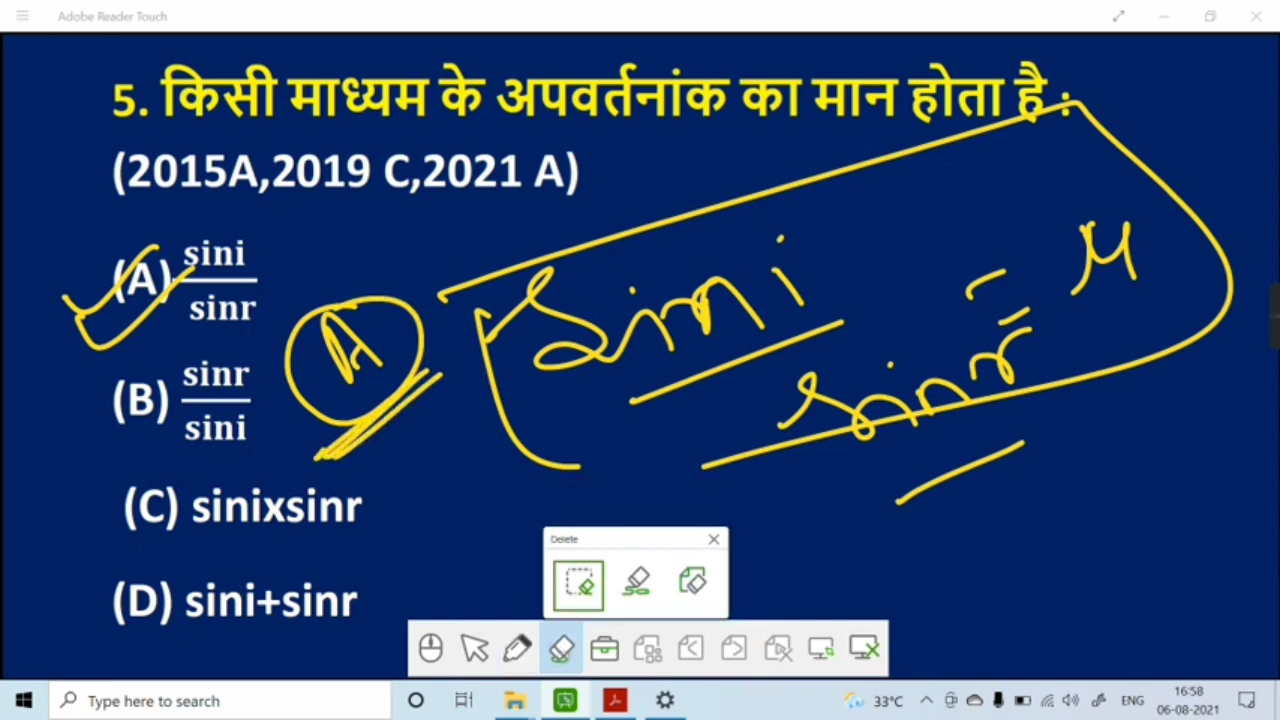 Adobe Reader Touch
5. किसी माध्यम के अपवर्तनांक का मान होता है :
(2015A,2019 C,2021 A)
(A) sini
sinr
(B) sinr
sini
(C) sinixsinr
(D) sini+sinr
A
Sini
sinr = μ
Delete
Type here to search
33°C
ENG
16:58
06-08-2021